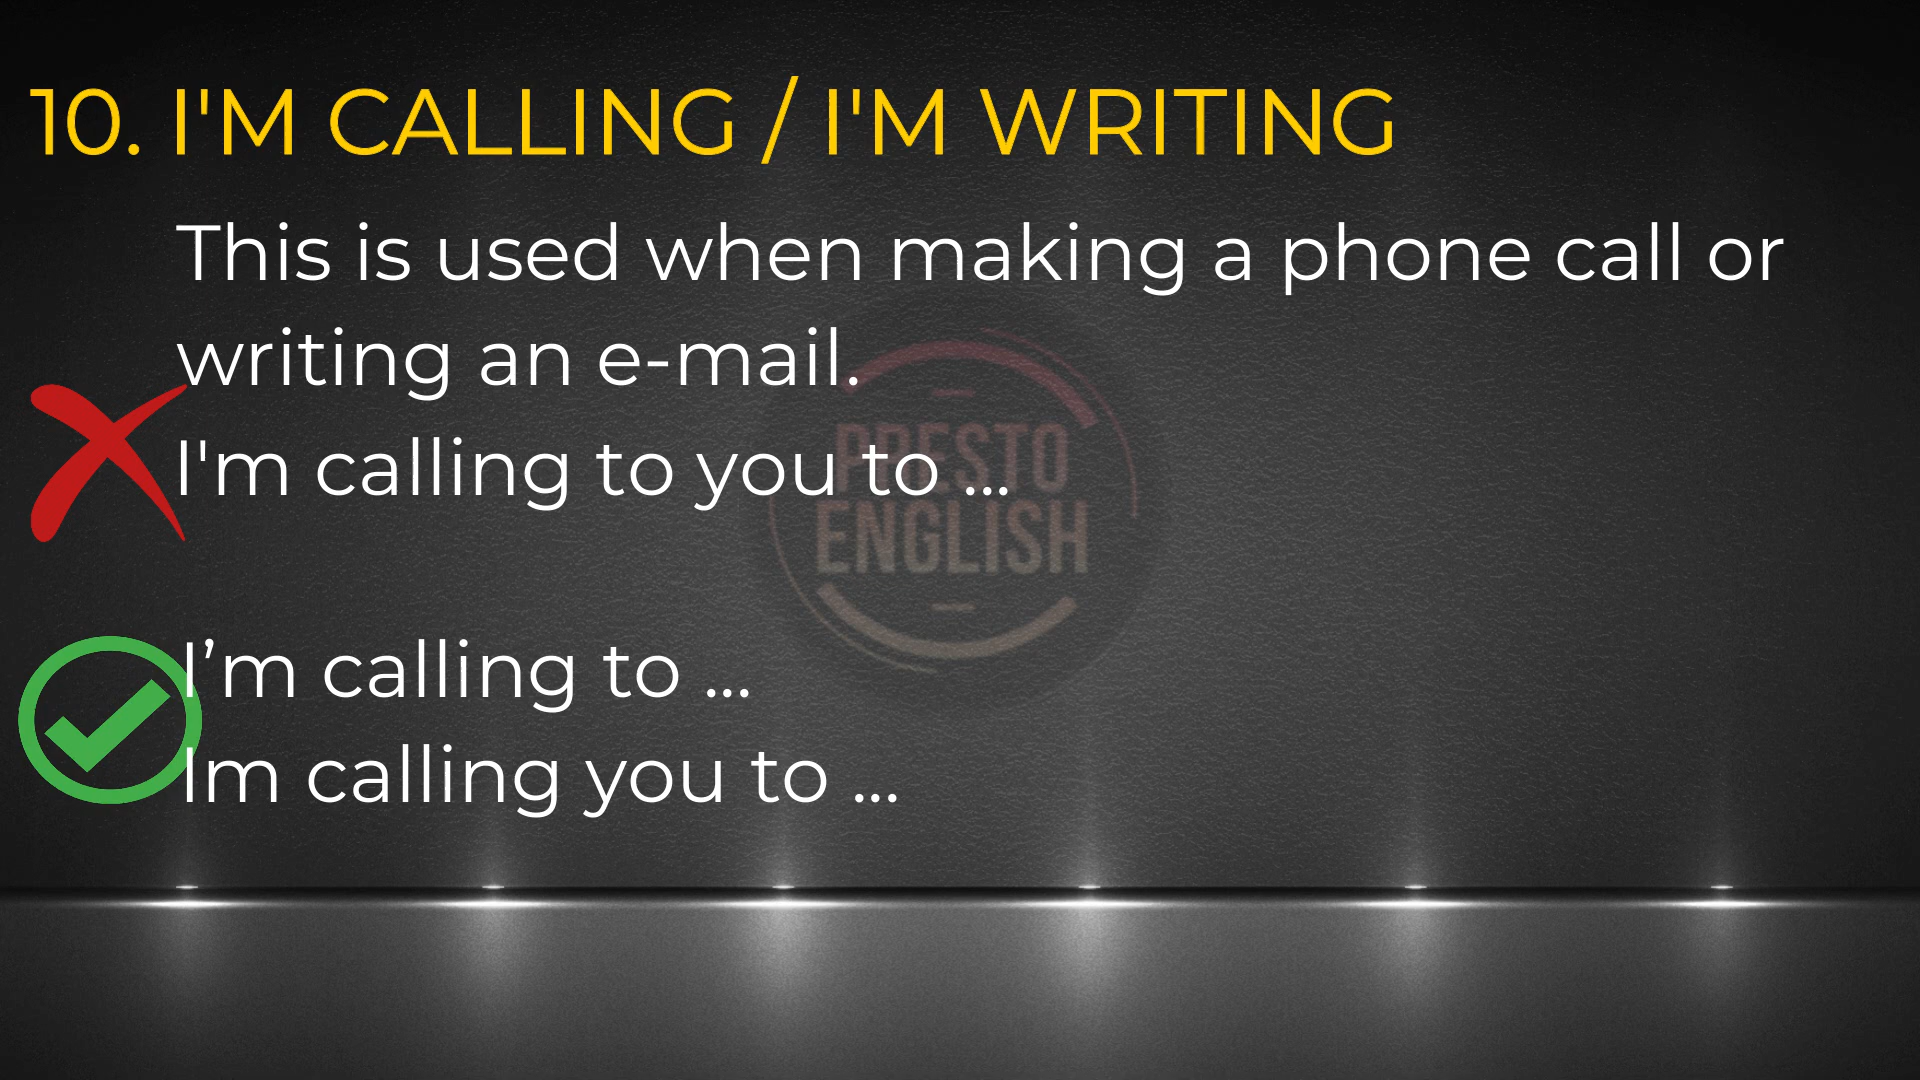 10. I'M CALLING / I'M WRITING
This is used when making a phone call or
writing an e-mail.
I'm calling to you to ...
PRESTO
ENGLISH
I’m calling to ...
Im calling you to ...